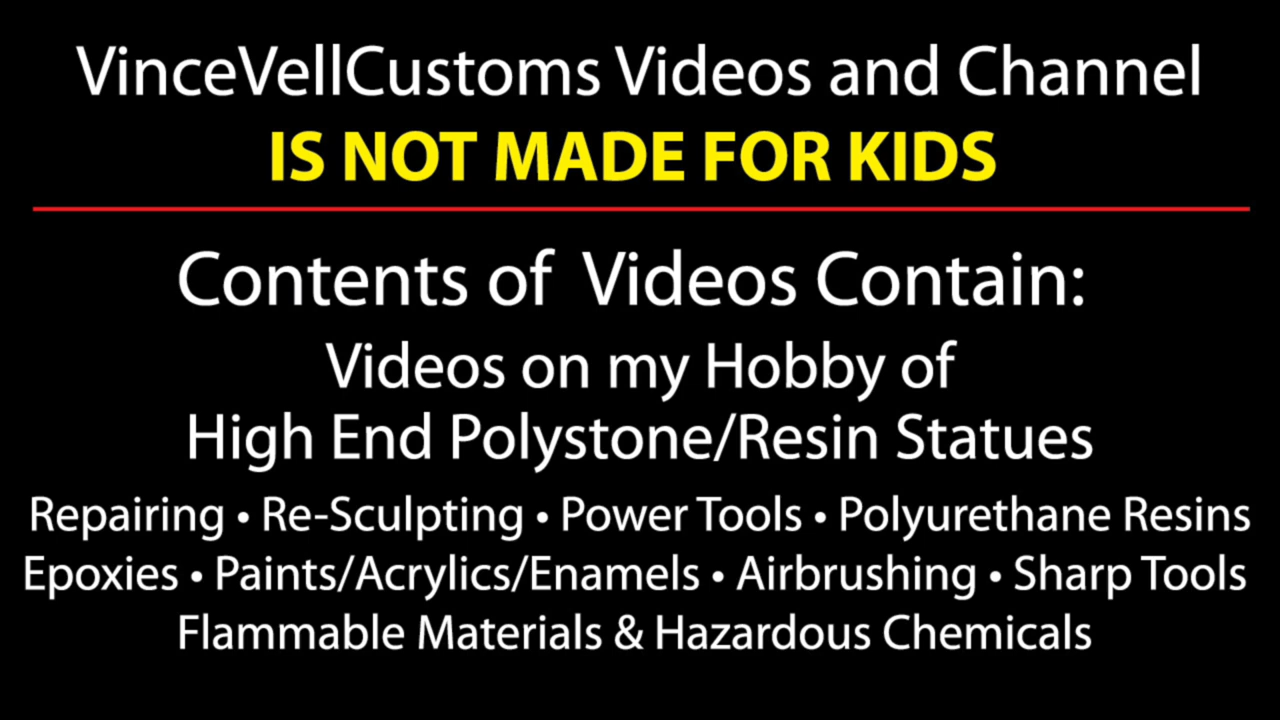 VinceVellCustoms Videos and Channel
IS NOT MADE FOR KIDS
Contents of Videos Contain:
Videos on my Hobby of
High End Polystone/Resin Statues
Repairing • Re-Sculpting • Power Tools • Polyurethane Resins
Epoxies • Paints/Acrylics/Enamels • Airbrushing • Sharp Tools
Flammable Materials & Hazardous Chemicals